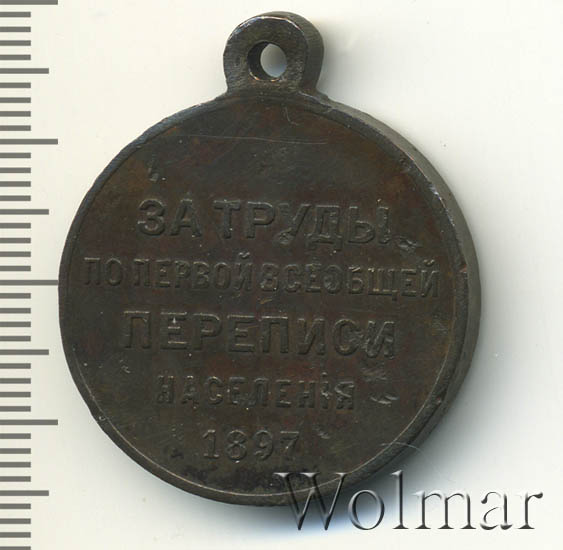 ЗА ТРУДЫ
ПО ПЕРВОЙ ВСЕОБЩЕЙ
ПЕРЕПИСИ
НАСЕЛЕНІЯ
1897
Wolmar